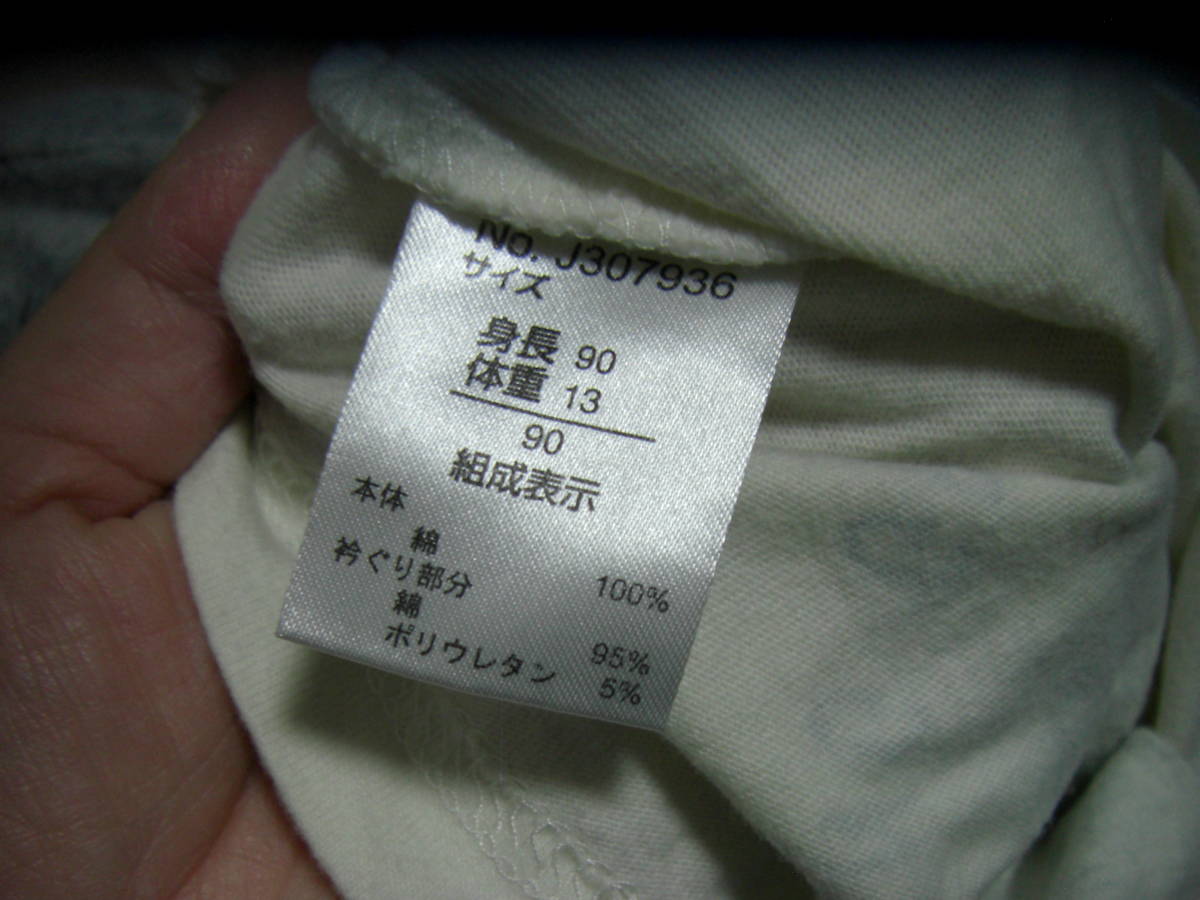 No. J307936
サイズ
身長 90
体重 13
90
組成表示
本体
綿 100%
衿ぐり部分
綿 95%
ポリウレタン 5%